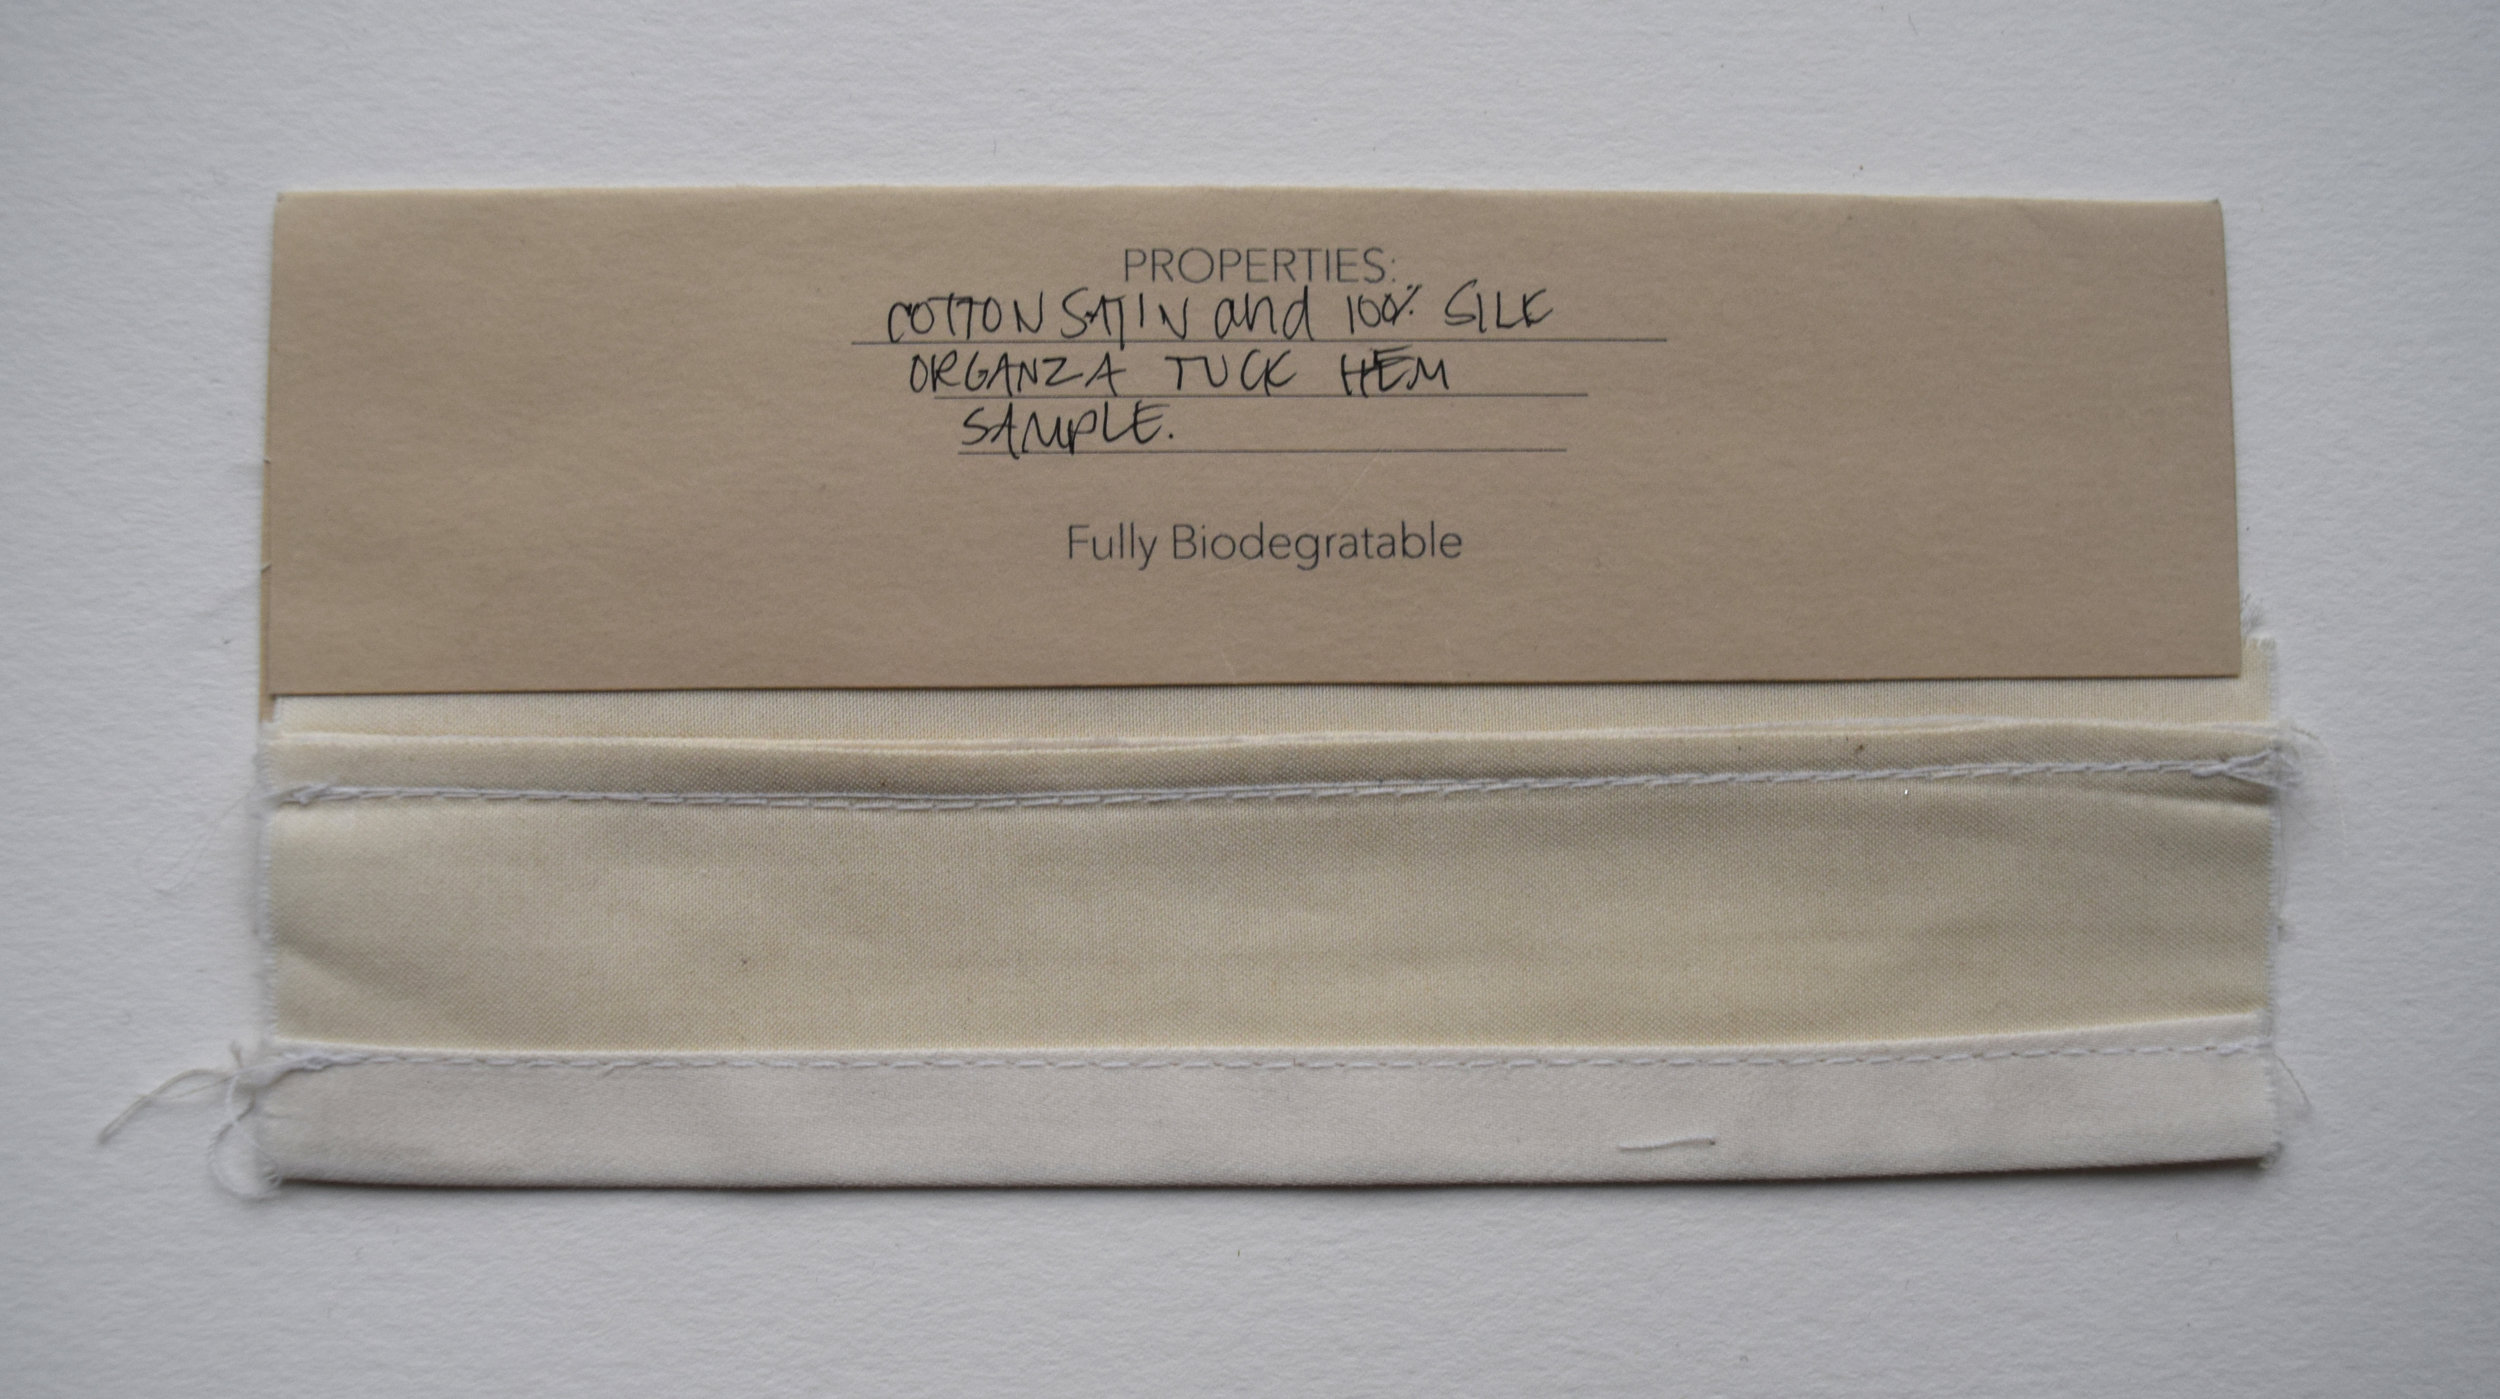 PROPERTIES:
COTTON SATIN and 100% SILK
ORGANZA TUCK HEM
SAMPLE.
Fully Biodegratable